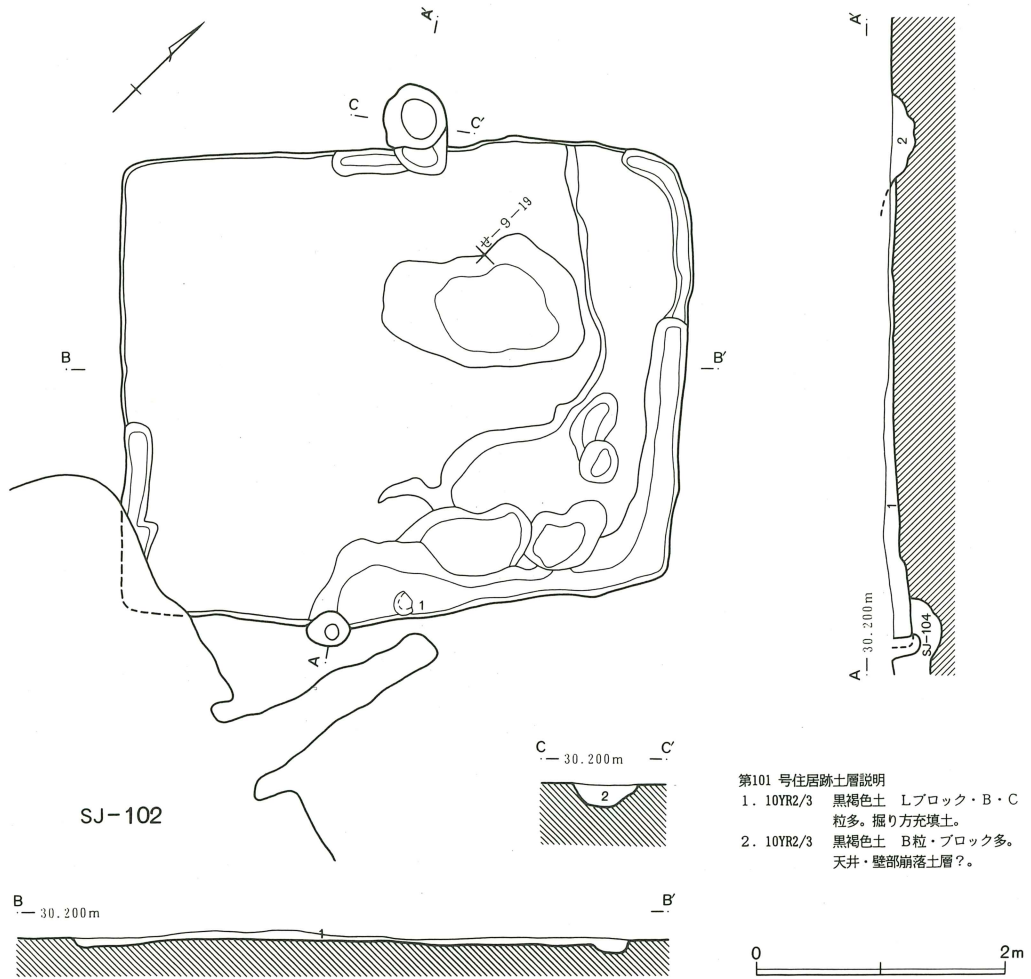 A′
A′
C
C′
2
せ-9-19
B
B′
1
1
30.200m
A
SJ-104
A
C 30.200m C′
2
第101 号住居跡土層説明
1. 10YR2/3 黒褐色土 Lブロック・B・C
粒多。掘り方充填土。
2. 10YR2/3 黒褐色土 B粒・ブロック多。
天井・壁部崩落土層?。
SJ-102
B 30.200m B′
1
0 2m